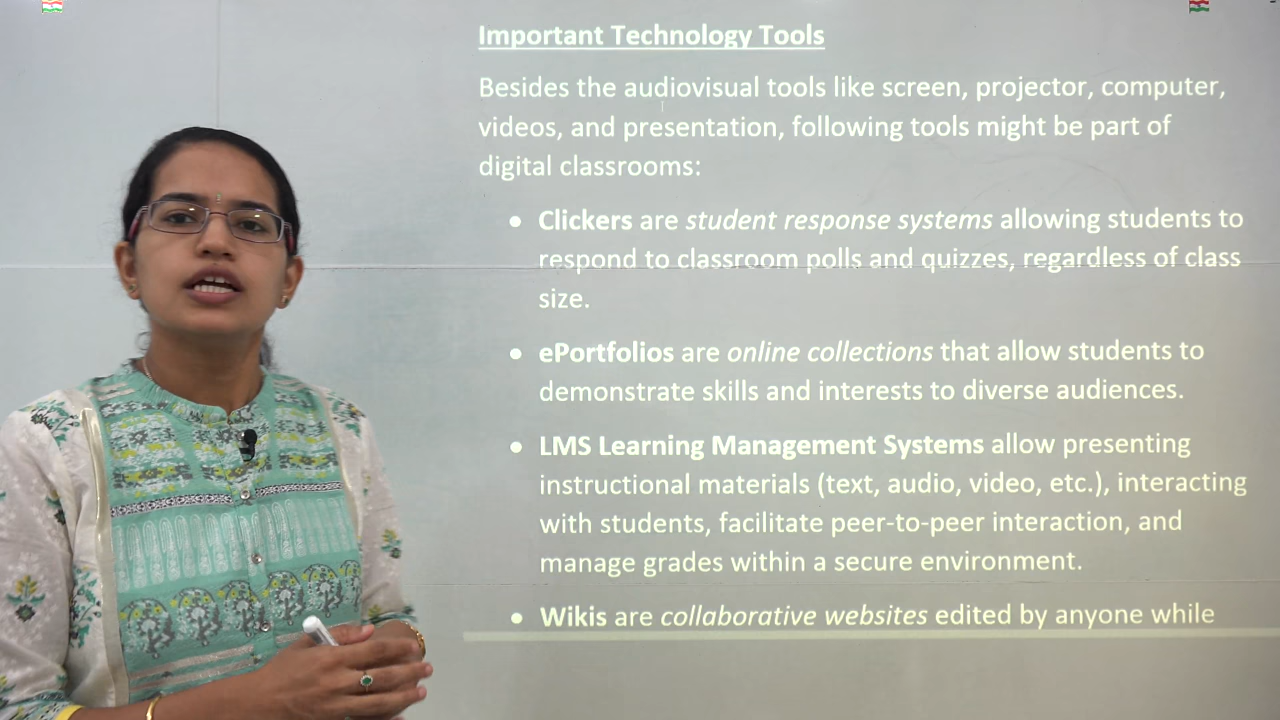 Important Technology Tools
Besides the audiovisual tools like screen, projector, computer,
videos, and presentation, following tools might be part of
digital classrooms:
• Clickers are student response systems allowing students to
respond to classroom polls and quizzes, regardless of class
size.
• ePortfolios are online collections that allow students to
demonstrate skills and interests to diverse audiences.
• LMS Learning Management Systems allow presenting
instructional materials (text, audio, video, etc.), interacting
with students, facilitate peer-to-peer interaction, and
manage grades within a secure environment.
• Wikis are collaborative websites edited by anyone while